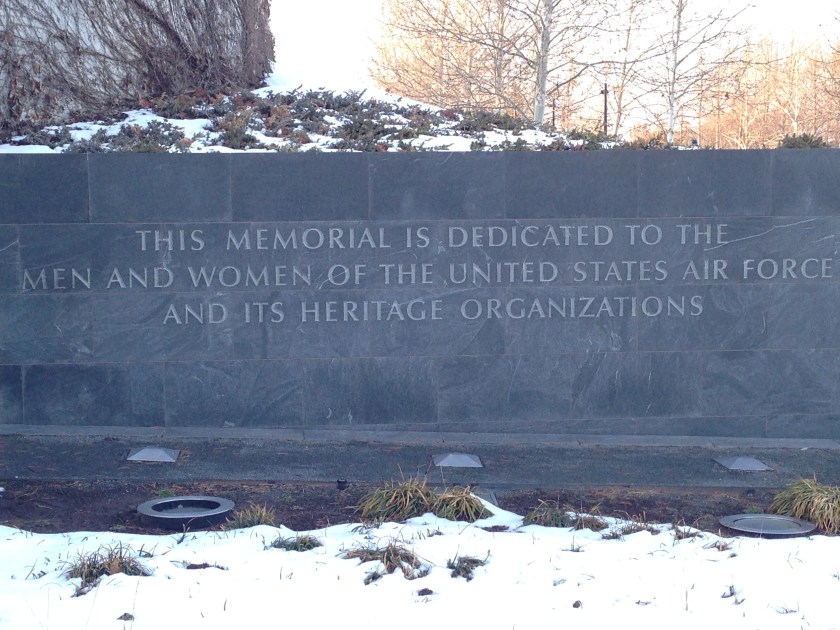 THIS MEMORIAL IS DEDICATED TO THE
MEN AND WOMEN OF THE UNITED STATES AIR FORCE
AND ITS HERITAGE ORGANIZATIONS